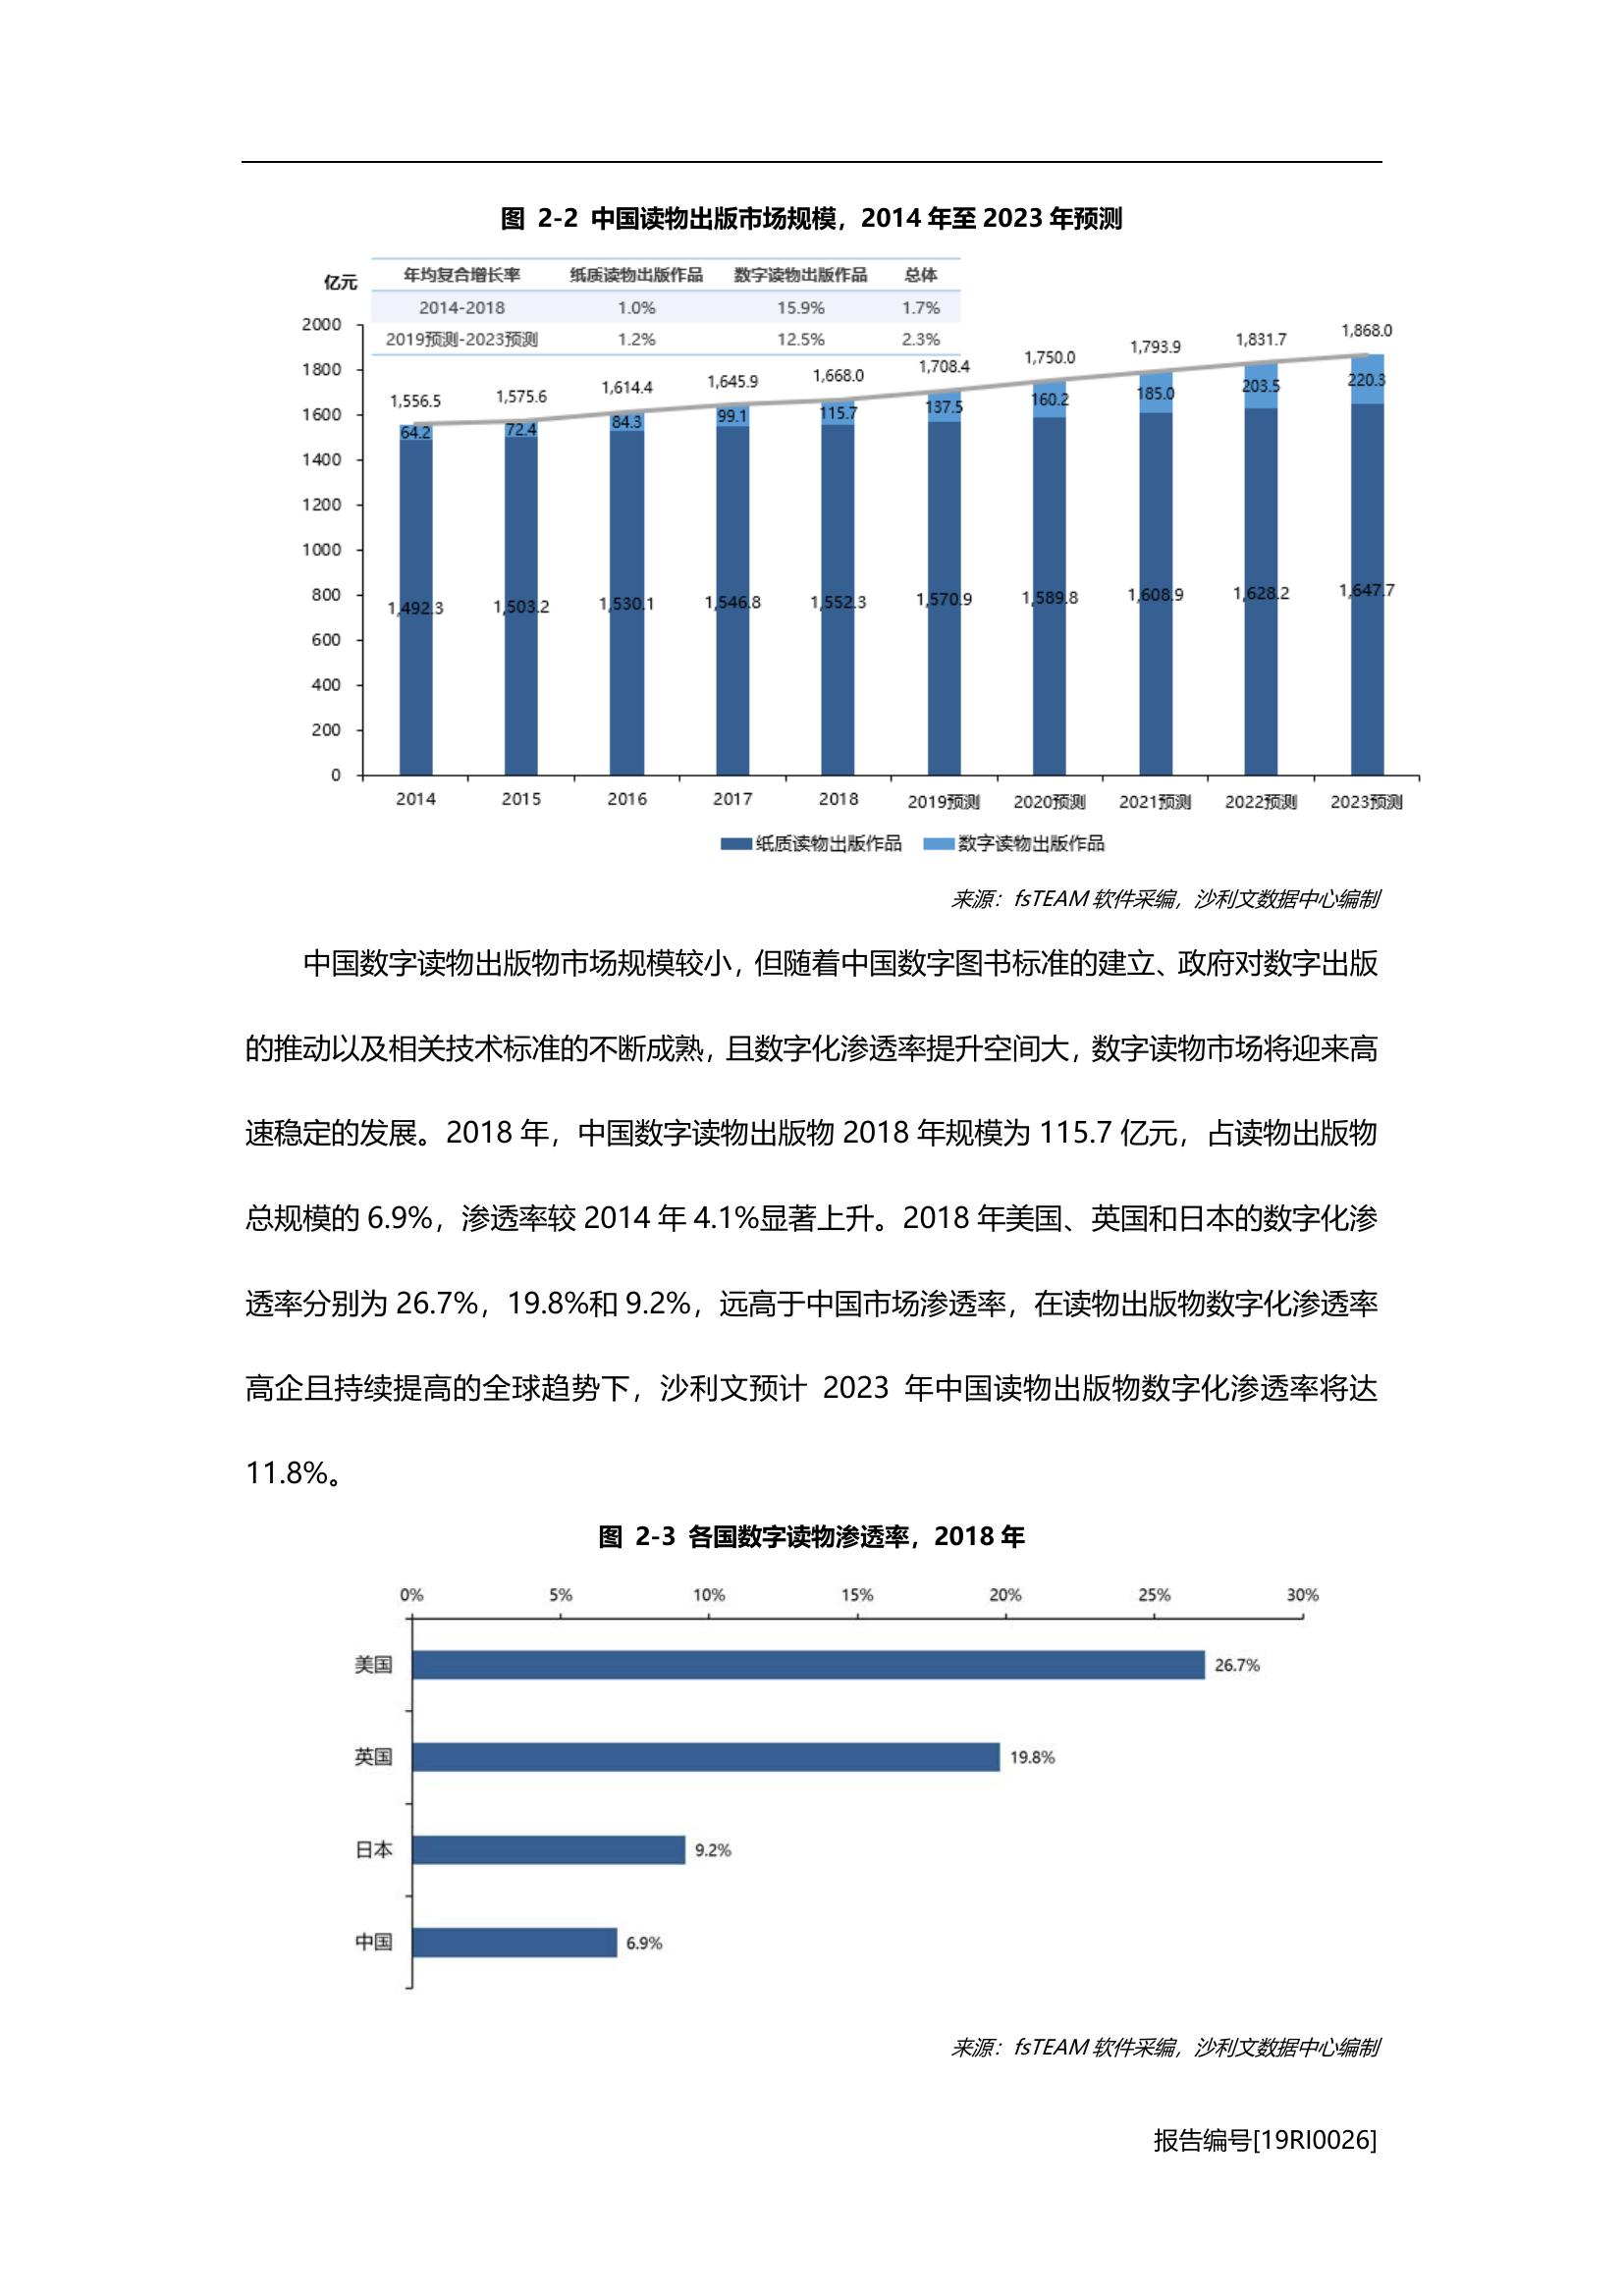 图 2-2 中国读物出版市场规模，2014 年至 2023 年预测
亿元
年均复合增长率 纸质读物出版作品 数字读物出版作品 总体
2014-2018 1.0% 15.9% 1.7%
2019预测-2023预测 1.2% 12.5% 2.3%
2000
1800
1600
1400
1200
1000
800
600
400
200
0
1,556.5 1,575.6 1,614.4 1,645.9 1,668.0 1,708.4 1,750.0 1,793.9 1,831.7 1,868.0
64.2 72.4 84.3 99.1 115.7 137.5 160.2 185.0 203.5 220.3
1,492.3 1,503.2 1,530.1 1,546.8 1,552.3 1,570.9 1,589.8 1,608.9 1,628.2 1,647.7
2014 2015 2016 2017 2018 2019预测 2020预测 2021预测 2022预测 2023预测
纸质读物出版作品 数字读物出版作品
来源：fsTEAM 软件采编，沙利文数据中心编制
中国数字读物出版物市场规模较小，但随着中国数字图书标准的建立、政府对数字出版
的推动以及相关技术标准的不断成熟，且数字化渗透率提升空间大，数字读物市场将迎来高
速稳定的发展。2018 年，中国数字读物出版物 2018 年规模为 115.7 亿元，占读物出版物
总规模的 6.9%，渗透率较 2014 年 4.1%显著上升。2018 年美国、英国和日本的数字化渗
透率分别为 26.7%，19.8%和 9.2%，远高于中国市场渗透率，在读物出版物数字化渗透率
高企且持续提高的全球趋势下，沙利文预计 2023 年中国读物出版物数字化渗透率将达
11.8%。
图 2-3 各国数字读物渗透率，2018 年
0% 5% 10% 15% 20% 25% 30%
美国 26.7%
英国 19.8%
日本 9.2%
中国 6.9%
来源：fsTEAM 软件采编，沙利文数据中心编制
报告编号[19RI0026]